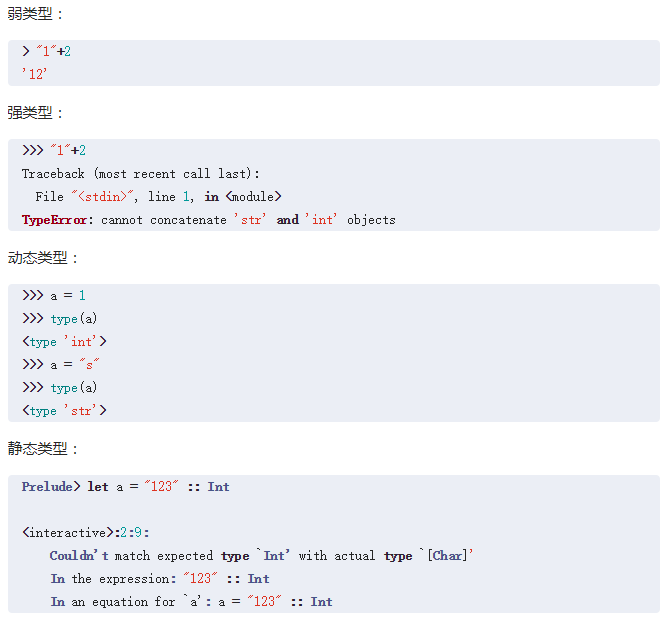 弱类型：
> "1"+2
'12'
强类型：
>>> "1"+2
Traceback (most recent call last):
  File "<stdin>", line 1, in <module>
TypeError: cannot concatenate 'str' and 'int' objects
动态类型：
>>> a = 1
>>> type(a)
<type 'int'>
>>> a = "s"
>>> type(a)
<type 'str'>
静态类型：
Prelude> let a = "123" :: Int
<interactive>:2:9:
    Couldn't match expected type `Int' with actual type `[Char]'
    In the expression: "123" :: Int
    In an equation for `a': a = "123" :: Int